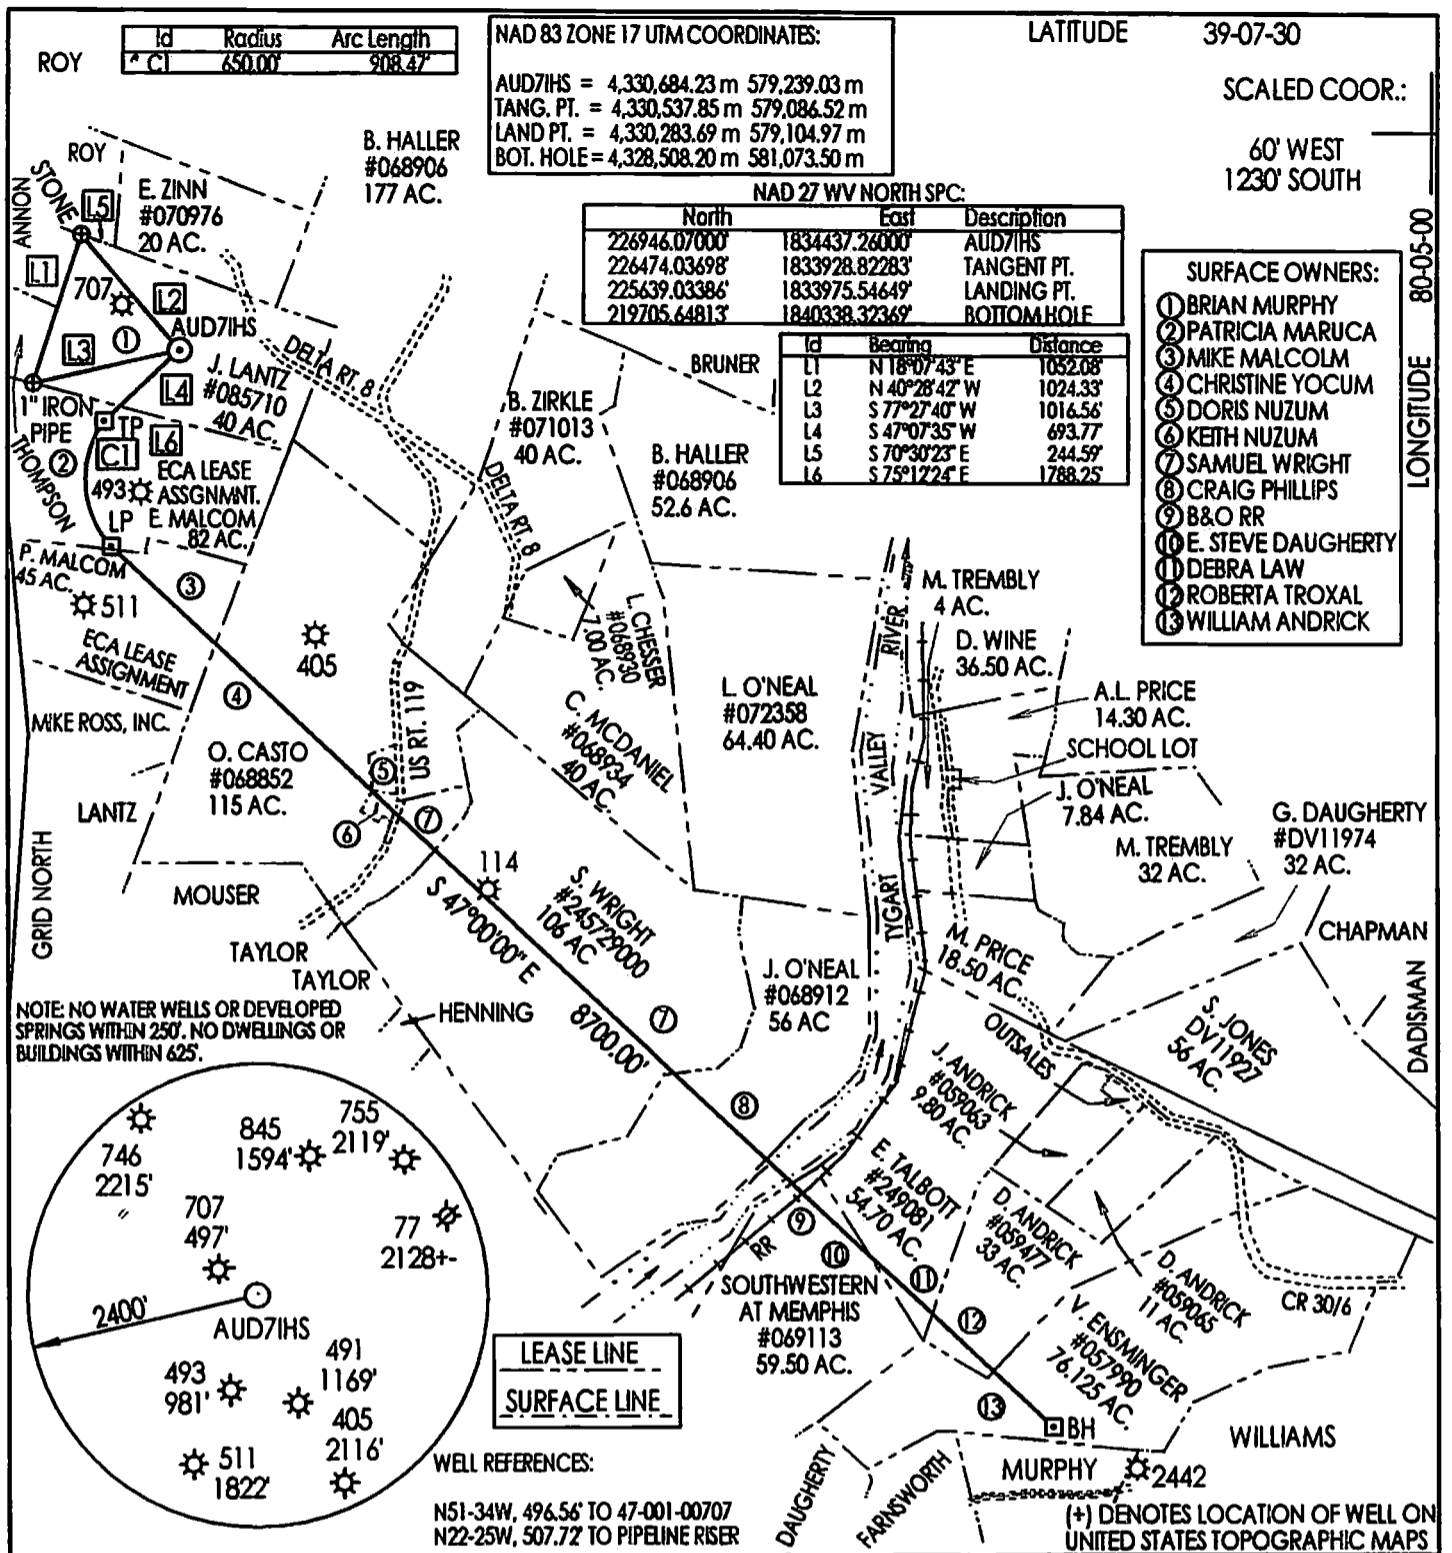 Id Radius Arc Length
C1 650.00' 908.47'
NAD 83 ZONE 17 UTM COORDINATES:
AUD7IHS = 4,330,684.23 m 579,239.03 m
TANG. PT. = 4,330,537.85 m 579,086.52 m
LAND PT. = 4,330,283.69 m 579,104.97 m
BOT. HOLE = 4,328,508.20 m 581,073.50 m
LATITUDE 39-07-30
SCALED COOR.:
60' WEST
1230' SOUTH
LONGITUDE 80-05-00
NAD 27 WV NORTH SPC:
North East Description
226946.07000' 1834437.26000' AUD7IHS
226474.03698' 1833928.82283' TANGENT PT.
225639.03386' 1833975.54649' LANDING PT.
219705.64813' 1840338.32369' BOTTOM HOLE
Id Bearing Distance
L1 N 18°07'43" E 1052.08'
L2 N 40°28'42" W 1024.33'
L3 S 77°27'40" W 1016.56'
L4 S 47°07'35" W 693.77'
L5 S 70°30'23" E 244.59'
L6 S 75°12'24" E 1788.25'
SURFACE OWNERS:
1 BRIAN MURPHY
2 PATRICIA MARUCA
3 MIKE MALCOLM
4 CHRISTINE YOCUM
5 DORIS NUZUM
6 KEITH NUZUM
7 SAMUEL WRIGHT
8 CRAIG PHILLIPS
9 B&O RR
10 E. STEVE DAUGHERTY
11 DEBRA LAW
12 ROBERTA TROXAL
13 WILLIAM ANDRICK
ROY
ROY
ANNON
STONE
L5
E. ZINN
#070976
20 AC.
B. HALLER
#068906
177 AC.
L1
707
L2
1
L3
AUD7IHS
L4
J. LANTZ
#085710
40 AC.
1" IRON
PIPE
TP
C1
L6
2
THOMPSON
493
ECA LEASE
ASSGNMNT.
E. MALCOM
82 AC.
LP
P. MALCOM
45 AC.
511
3
ECA LEASE
ASSIGNMENT
405
4
MIKE ROSS, INC.
LANTZ
O. CASTO
#068852
115 AC.
GRID NORTH
MOUSER
TAYLOR
TAYLOR
HENNING
DELTA RT. 8
DELTA RT. 8
US RT. 119
5
6
7
BRUNER
B. ZIRKLE
#071013
40 AC.
B. HALLER
#068906
52.6 AC.
L. CHESSER
#068930
7.00 AC.
C. MCDANIEL
#068934
40 AC.
L. O'NEAL
#072358
64.40 AC.
114
S. WRIGHT
#245729000
106 AC
S 47°00'00" E
8700.00'
7
8
J. O'NEAL
#068912
56 AC
TYGART
VALLEY
RIVER
M. TREMBLY
4 AC.
D. WINE
36.50 AC.
A.L. PRICE
14.30 AC.
SCHOOL LOT
J. O'NEAL
7.84 AC.
M. TREMBLY
32 AC.
G. DAUGHERTY
#DV11974
32 AC.
CHAPMAN
DADISMAN
M. PRICE
18.50 AC.
OUTSALES
S. JONES
DV11927
56 AC.
J. ANDRICK
#059063
9.80 AC.
E. TALBOTT
#249081
54.70 AC.
D. ANDRICK
#059477
33 AC.
D. ANDRICK
#059065
11 AC.
V. ENSMINGER
#057990
76.125 AC.
CR 30/6
RR
9
10
11
12
13
SOUTHWESTERN
AT MEMPHIS
#069113
59.50 AC.
BH
WILLIAMS
MURPHY
2442
DAUGHERTY
FARNSWORTH
NOTE: NO WATER WELLS OR DEVELOPED
SPRINGS WITHIN 250'. NO DWELLINGS OR
BUILDINGS WITHIN 625'.
746
2215'
845
1594'
755
2119'
707
497'
77
2128+-
2400'
AUD7IHS
493
981'
491
1169'
405
2116'
511
1822'
LEASE LINE
SURFACE LINE
WELL REFERENCES:
N51-34W, 496.56' TO 47-001-00707
N22-25W, 507.72' TO PIPELINE RISER
(+) DENOTES LOCATION OF WELL ON
UNITED STATES TOPOGRAPHIC MAPS